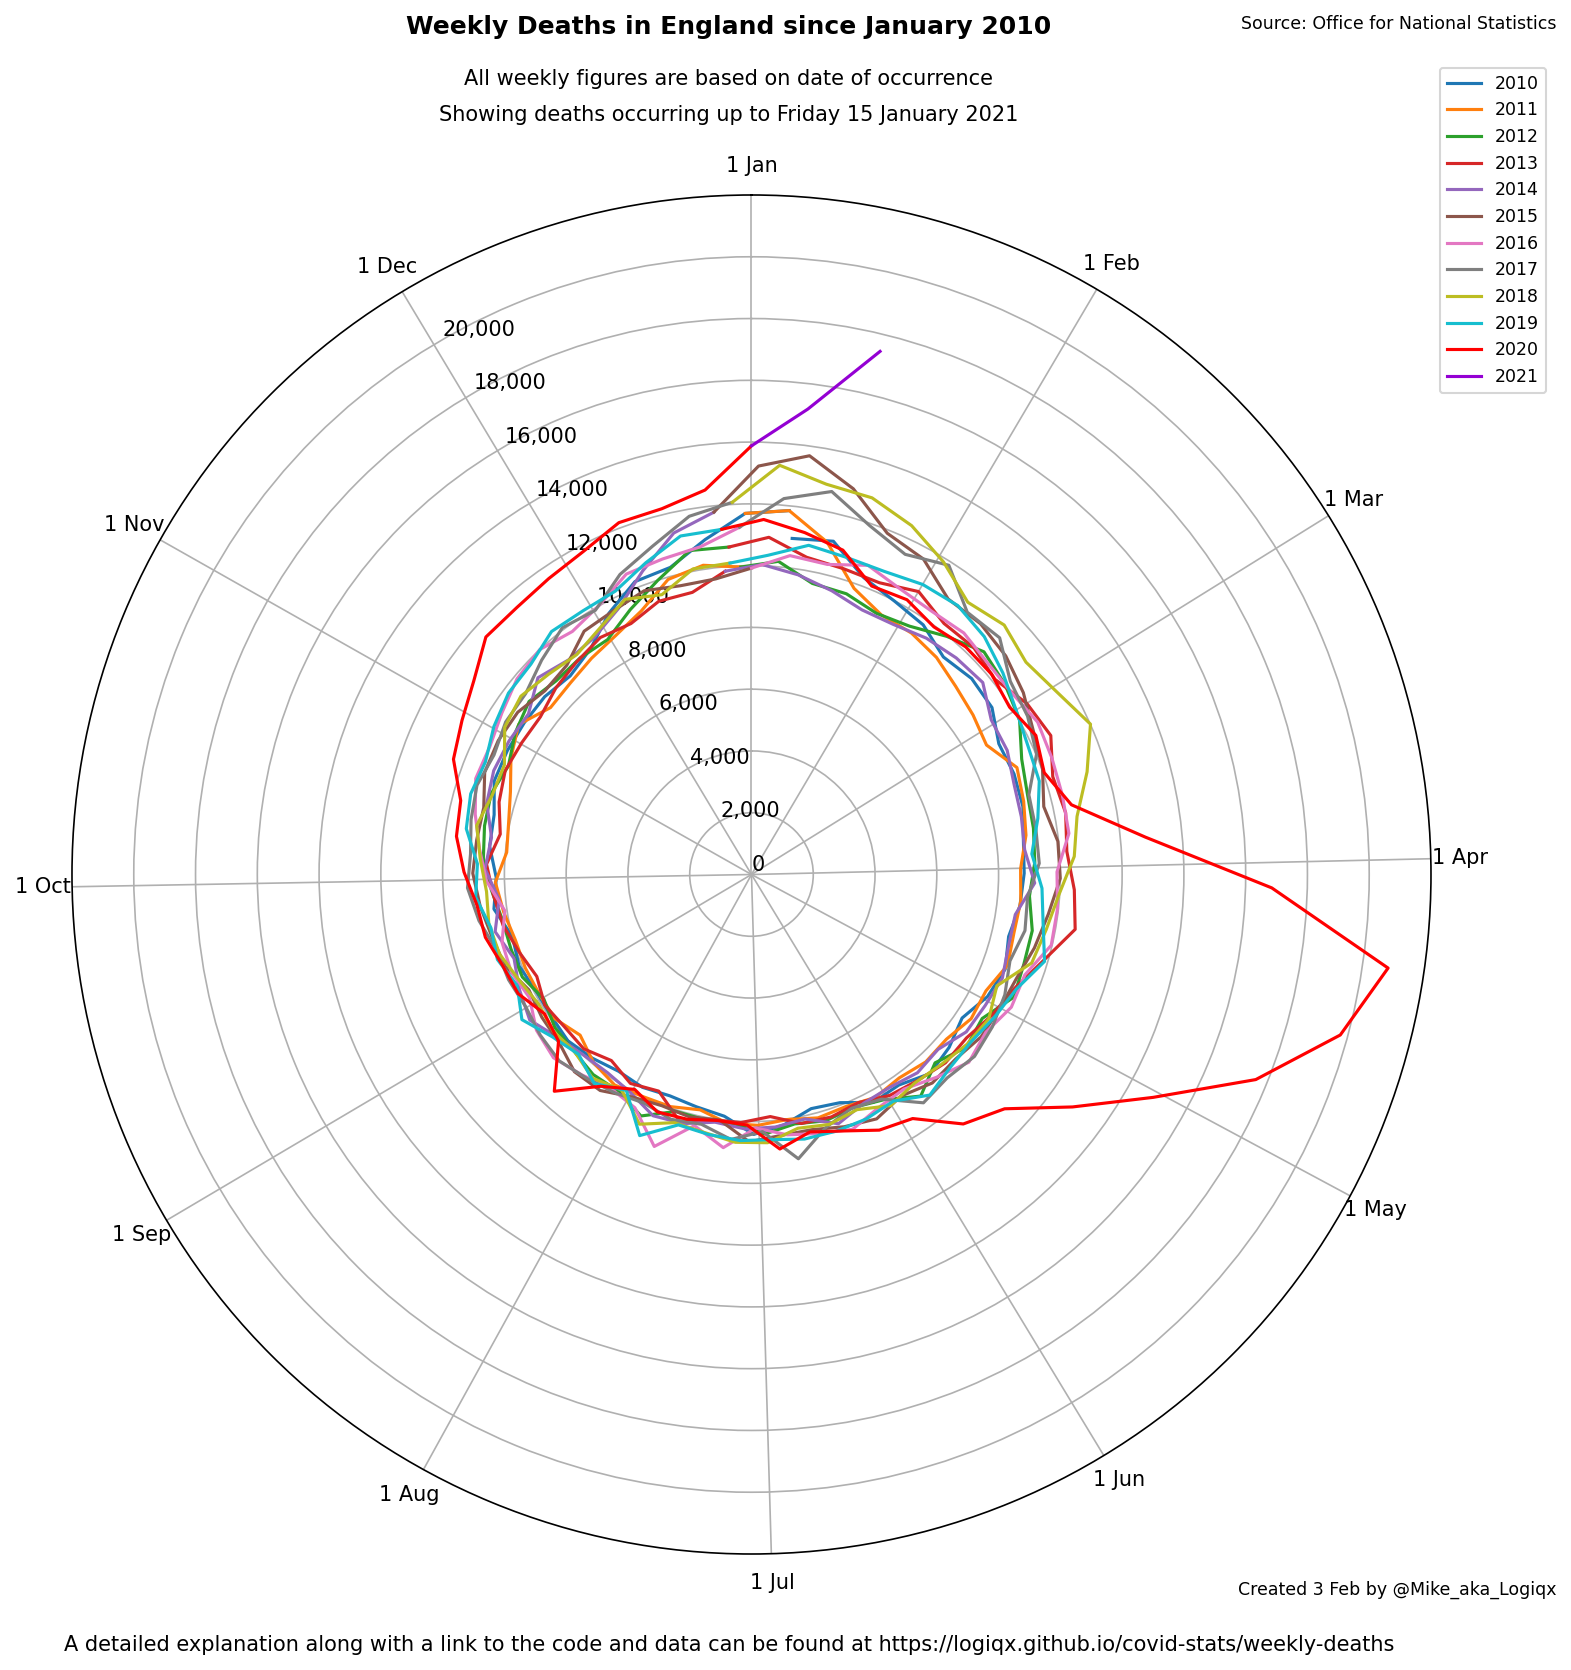 Weekly Deaths in England since January 2010
Source: Office for National Statistics
All weekly figures are based on date of occurrence
Showing deaths occurring up to Friday 15 January 2021
2010
2011
2012
2013
2014
2015
2016
2017
2018
2019
2020
2021
1 Jan
1 Feb
1 Mar
1 Apr
1 May
1 Jun
1 Jul
1 Aug
1 Sep
1 Oct
1 Nov
1 Dec
20,000
18,000
16,000
14,000
12,000
10,000
8,000
6,000
4,000
2,000
0
Created 3 Feb by @Mike_aka_Logiqx
A detailed explanation along with a link to the code and data can be found at https://logiqx.github.io/covid-stats/weekly-deaths